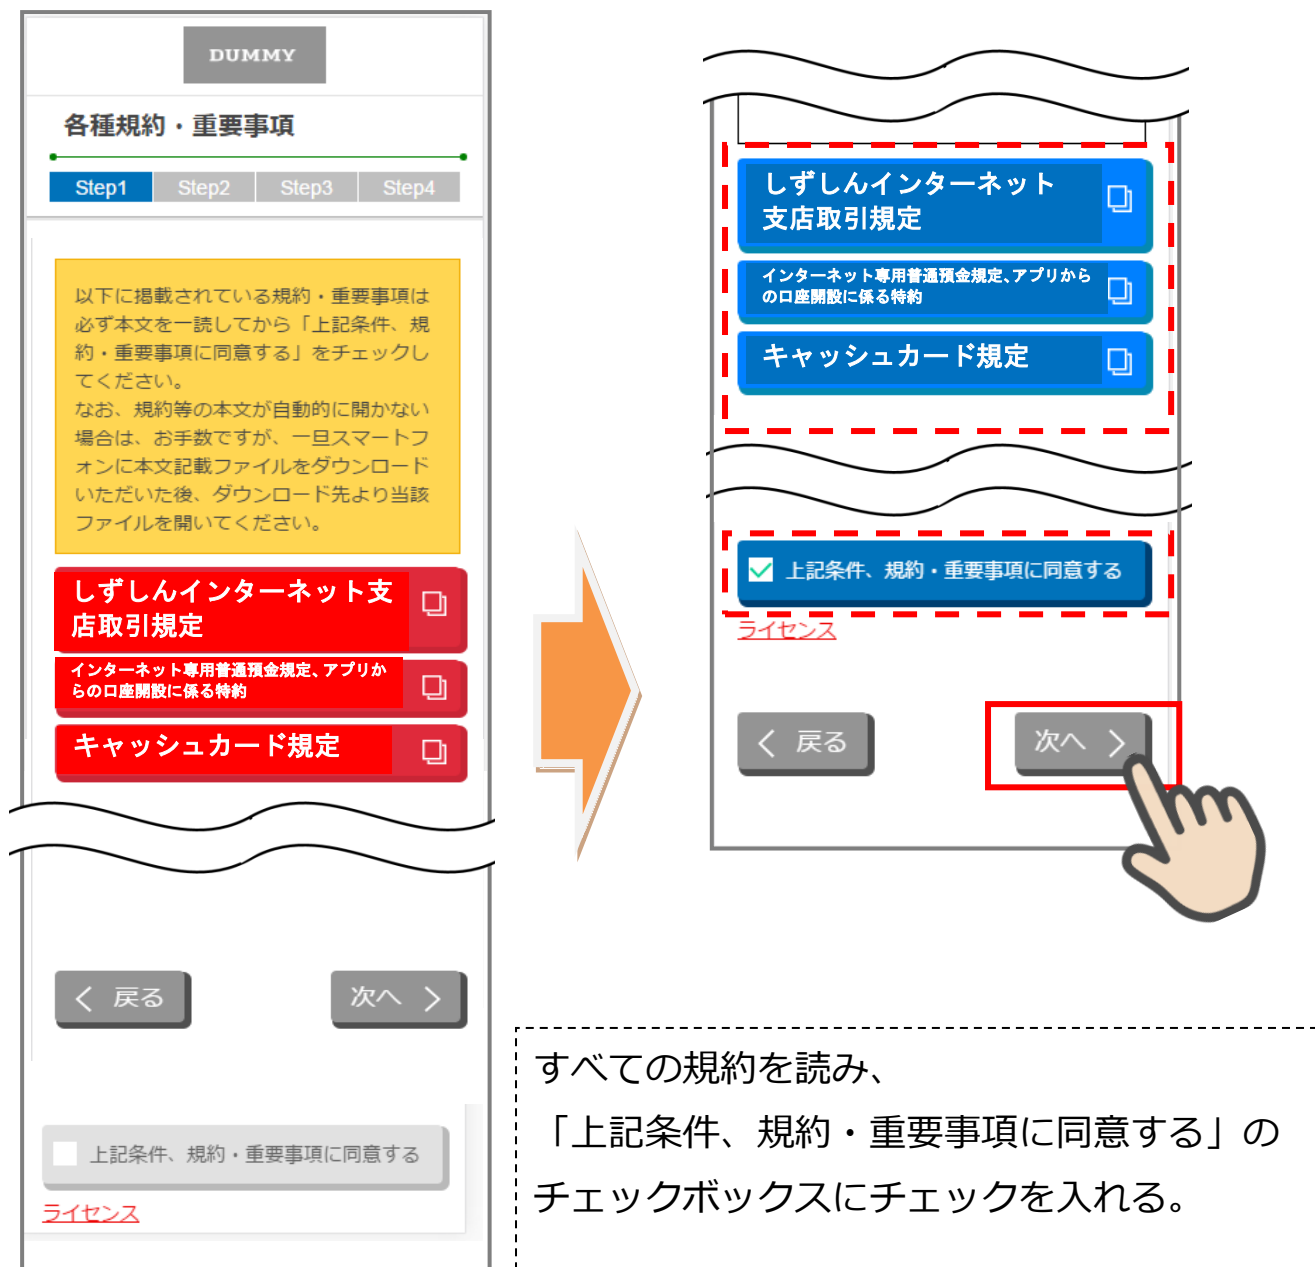 DUMMY
各種規約・重要事項
Step1 Step2 Step3 Step4
以下に掲載されている規約・重要事項は
必ず本文を一読してから「上記条件、規
約・重要事項に同意する」をチェックし
てください。
なお、規約等の本文が自動的に開かない
場合は、お手数ですが、一旦スマートフ
ォンに本文記載ファイルをダウンロード
いただいた後、ダウンロード先より当該
ファイルを開いてください。
しずしんインターネット支
店取引規定
インターネット専用普通預金規定、アプリか
らの口座開設に係る特約
キャッシュカード規定
戻る 次へ
上記条件、規約・重要事項に同意する
ライセンス
しずしんインターネット
支店取引規定
インターネット専用普通預金規定、アプリから
の口座開設に係る特約
キャッシュカード規定
上記条件、規約・重要事項に同意する
ライセンス
戻る 次へ
すべての規約を読み、
「上記条件、規約・重要事項に同意する」の
チェックボックスにチェックを入れる。